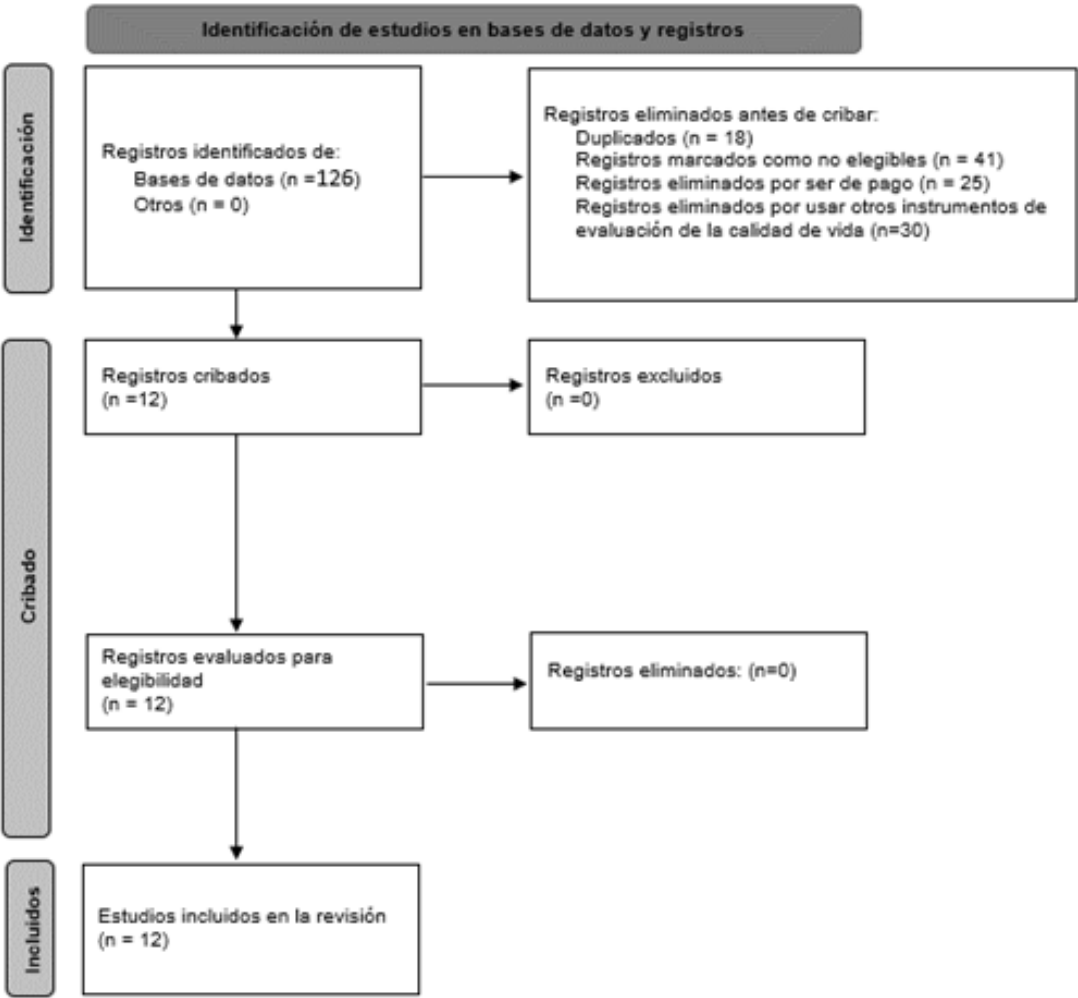 Identificación de estudios en bases de datos y registros
Identificación
Registros identificados de:
Bases de datos (n =126)
Otros (n = 0)
Registros eliminados antes de cribar:
Duplicados (n = 18)
Registros marcados como no elegibles (n = 41)
Registros eliminados por ser de pago (n = 25)
Registros eliminados por usar otros instrumentos de
evaluación de la calidad de vida (n=30)
Cribado
Registros cribados
(n =12)
Registros excluidos
(n =0)
Registros evaluados para
elegibilidad
(n = 12)
Registros eliminados: (n=0)
Incluidos
Estudios incluidos en la revisión
(n = 12)